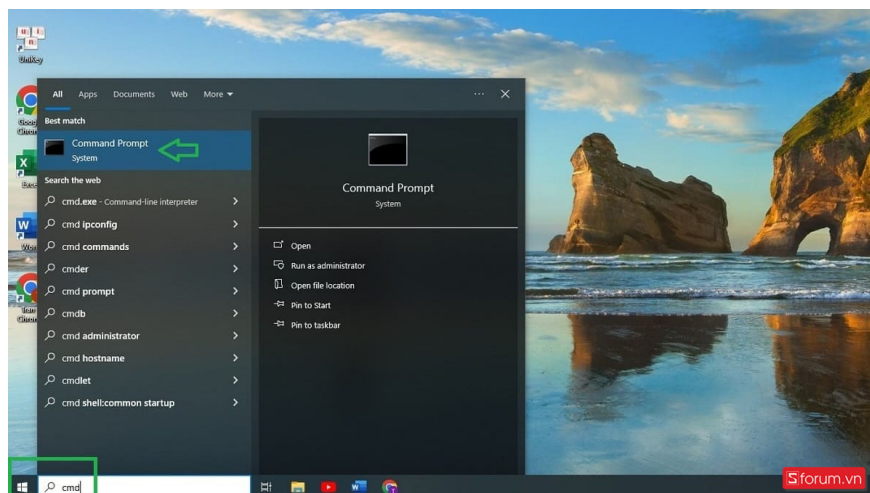 UniKey
All Apps Documents Web More
Best match
Command Prompt
System
Search the web
cmd.exe - Command-line interpreter
cmd ipconfig
cmd commands
cmder
cmd prompt
cmdb
cmd administrator
cmd hostname
cmdlet
cmd shell:common startup
Command Prompt
System
Open
Run as administrator
Open file location
Pin to Start
Pin to taskbar
cmd
Sforum.vn